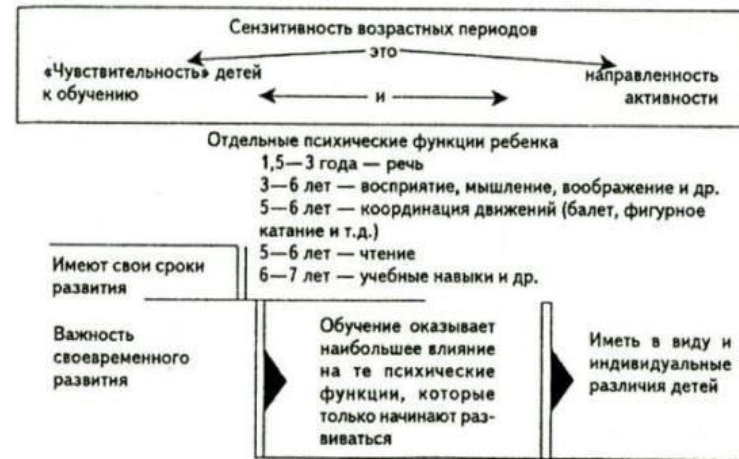 Сензитивность возрастных периодов
это
«Чувствительность» детей
к обучению
и
направленность
активности
Отдельные психические функции ребенка
1,5—3 года — речь
3—6 лет — восприятие, мышление, воображение и др.
5—6 лет — координация движений (балет, фигурное
катание и т.д.)
5—6 лет — чтение
6—7 лет — учебные навыки и др.
Имеют свои сроки
развития
Важность
своевременного
развития
Обучение оказывает
наибольшее влияние
на те психические
функции, которые
только начинают раз-
виваться
Иметь в виду и
индивидуальные
различия детей